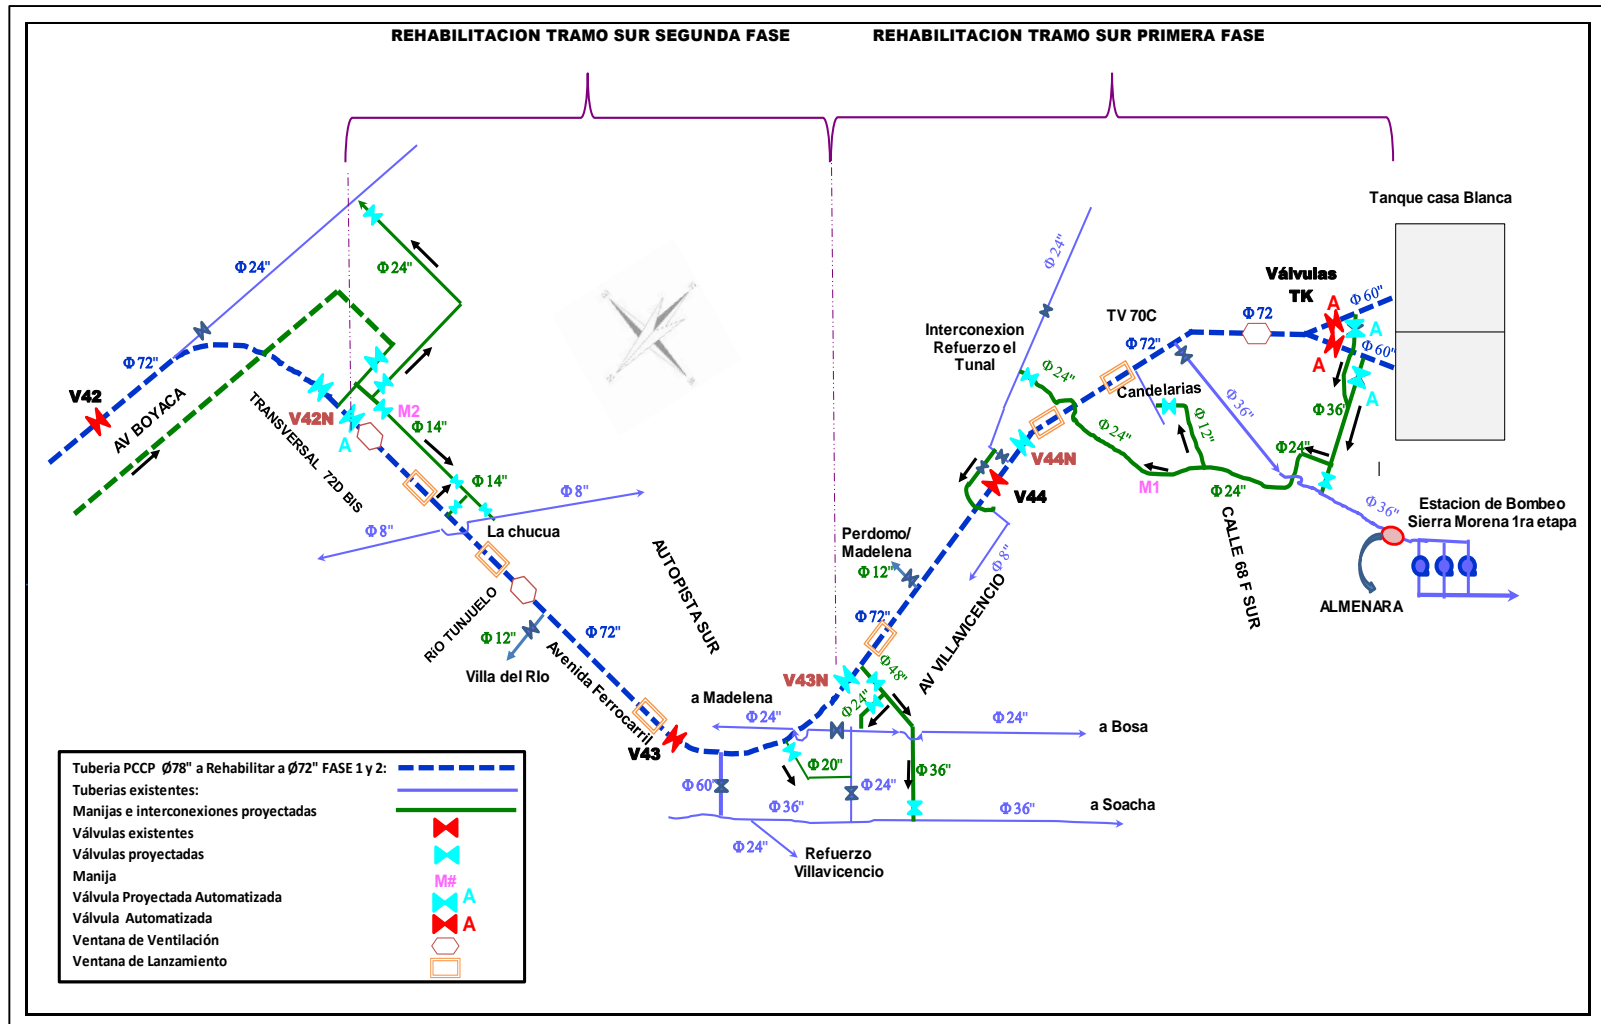 REHABILITACION TRAMO SUR SEGUNDA FASE
REHABILITACION TRAMO SUR PRIMERA FASE
Tanque casa Blanca
Φ 24"
Φ 24"
Φ 24"
Válvulas
TK
A
Φ 60"
A
Φ 60"
A
A
Φ 72
TV 70C
Φ 72"
Interconexion
Refuerzo el
Tunal
Φ 24"
Candelarias
Φ 36"
Φ 36"
Φ 12"
Φ 24"
Φ 24"
Φ 24"
M1
Φ 36"
V44N
V44
Φ 8"
CALLE 68 F SUR
Estacion de Bombeo
Sierra Morena 1ra etapa
ALMENARA
Φ 72"
V42
AV BOYACA
TRANSVERSAL 72D BIS
V42N
A
M2
Φ 14"
Φ 14"
Φ 8"
Φ 8"
La chucua
RÍO TUNJUELO
Φ 12"
Villa del RIo
Φ 72"
Avenida Ferrocarril
AUTOPISTA SUR
Perdomo/
Madelena
Φ 12"
Φ 72"
AV VILLAVICENCIO
V43N
Φ 48"
Φ 24"
a Madelena
Φ 24"
Φ 24"
a Bosa
V43
Φ 20"
Φ 60"
Φ 24"
Φ 36"
Φ 36"
Φ 36"
a Soacha
Φ 24"
Refuerzo
Villavicencio
Tuberia PCCP Ø78" a Rehabilitar a Ø72" FASE 1 y 2:
Tuberias existentes:
Manijas e interconexiones proyectadas
Válvulas existentes
Válvulas proyectadas
Manija
M#
Válvula Proyectada Automatizada
A
Válvula Automatizada
A
Ventana de Ventilación
Ventana de Lanzamiento